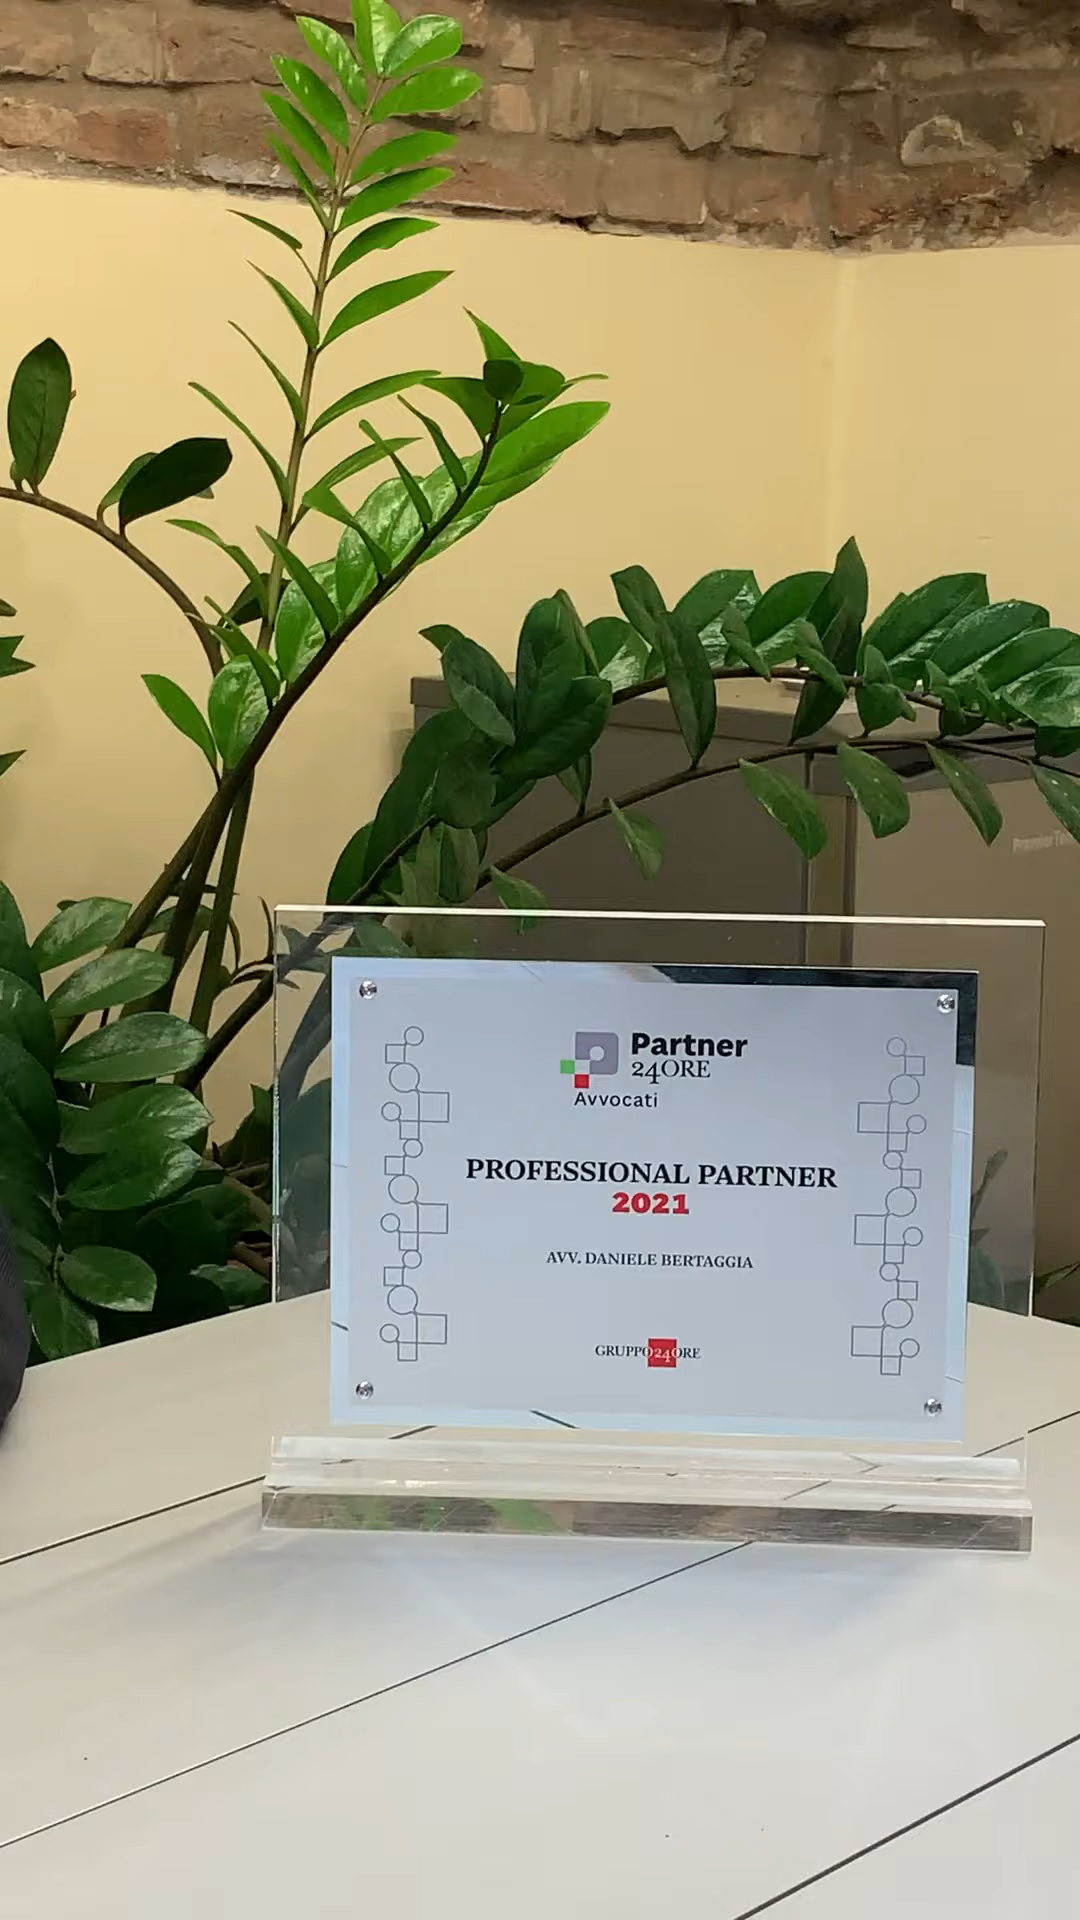 Partner
24ORE
Avvocati
PROFESSIONAL PARTNER
2021
AVV. DANIELE BERTAGGIA
GRUPPO24ORE